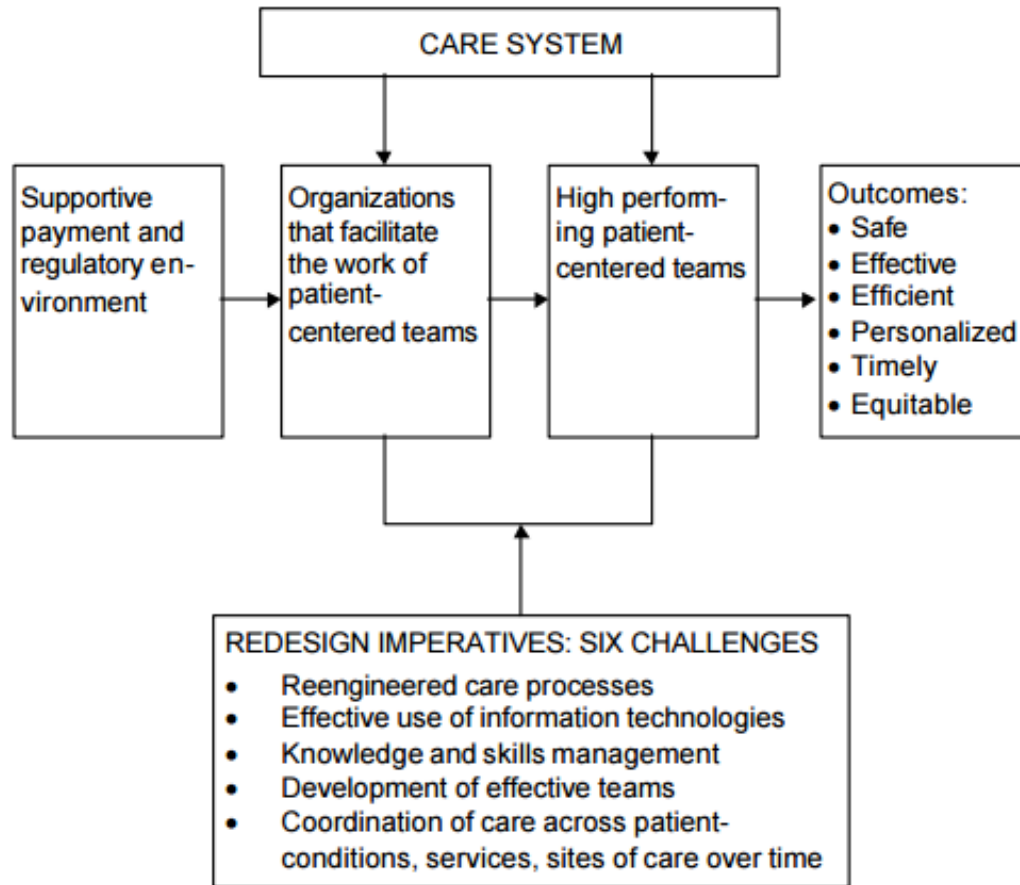 CARE SYSTEM
Supportive
payment and
regulatory en-
vironment
Organizations
that facilitate
the work of
patient-
centered teams
High perform-
ing patient-
centered teams
Outcomes:
• Safe
• Effective
• Efficient
• Personalized
• Timely
• Equitable
REDESIGN IMPERATIVES: SIX CHALLENGES
• Reengineered care processes
• Effective use of information technologies
• Knowledge and skills management
• Development of effective teams
• Coordination of care across patient-
conditions, services, sites of care over time